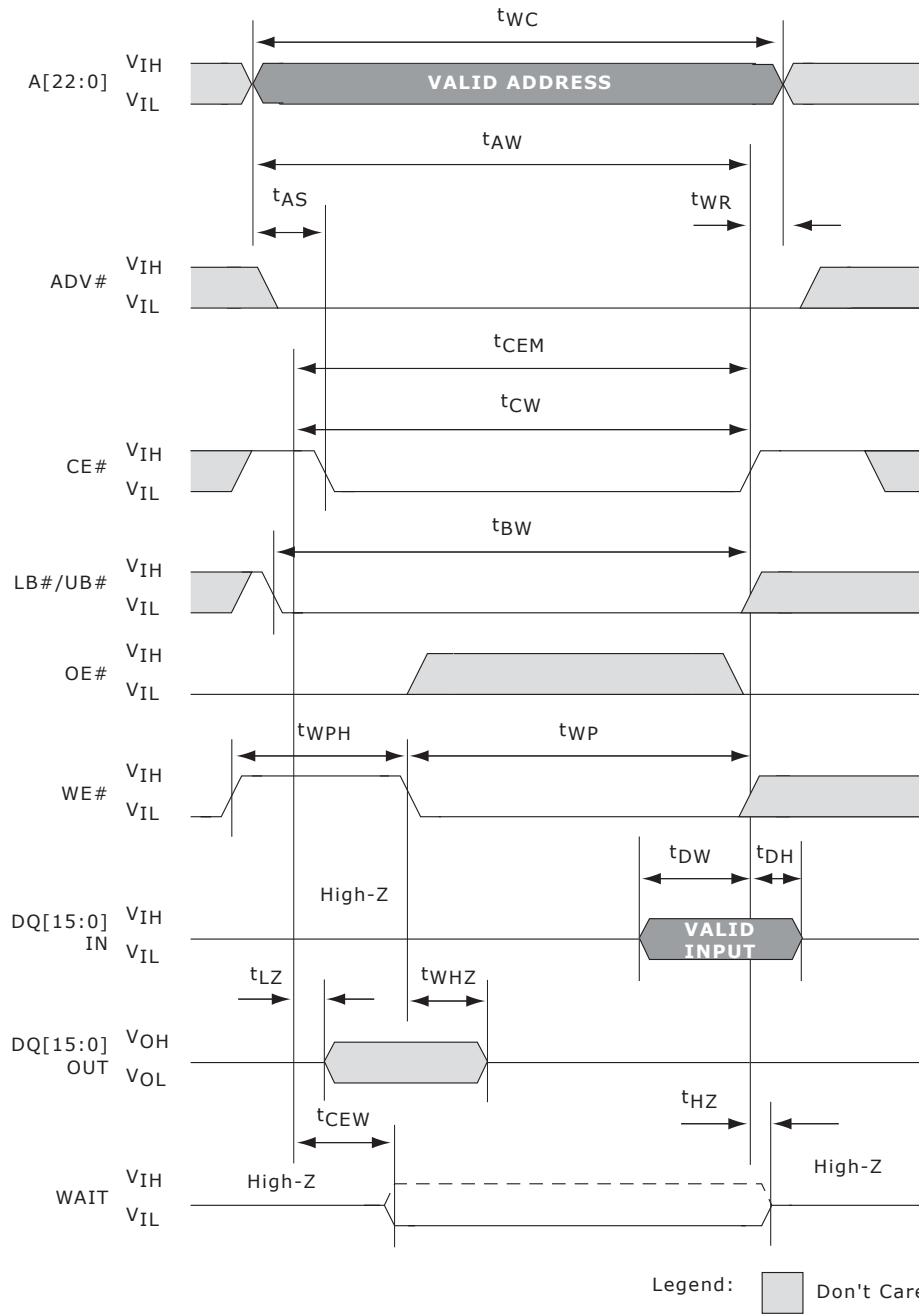 tWC
A[22:0] VIH
VIL
VALID ADDRESS
tAW
tAS
tWR
ADV# VIH
VIL
tCEM
tCW
CE# VIH
VIL
tBW
LB#/UB# VIH
VIL
OE# VIH
VIL
tWPH
tWP
WE# VIH
VIL
tDW
tDH
High-Z
DQ[15:0] VIH
IN VIL
VALID
INPUT
tLZ
tWHZ
DQ[15:0] VOH
OUT VOL
tCEW
tHZ
WAIT VIH
VIL
High-Z
High-Z
Legend: Don't Care